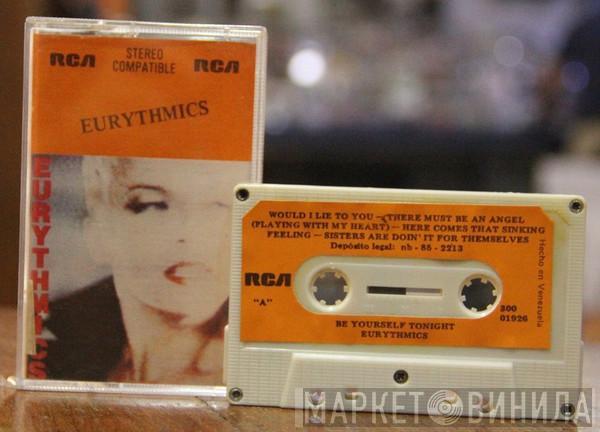 RCA
STEREO
COMPATIBLE
RCA
EURYTHMICS
EURYTHMICS
WOULD I LIE TO YOU - THERE MUST BE AN ANGEL
(PLAYING WITH MY HEART) - HERE COMES THAT SINKING
FEELING - SISTERS ARE DOIN' IT FOR THEMSELVES
Depósito legal: nb - 85 - 2213
RCA
"A"
300
01926
Hecho en Venezuela
BE YOURSELF TONIGHT
EURYTHMICS
МАРКЕТ ВИНИЛА